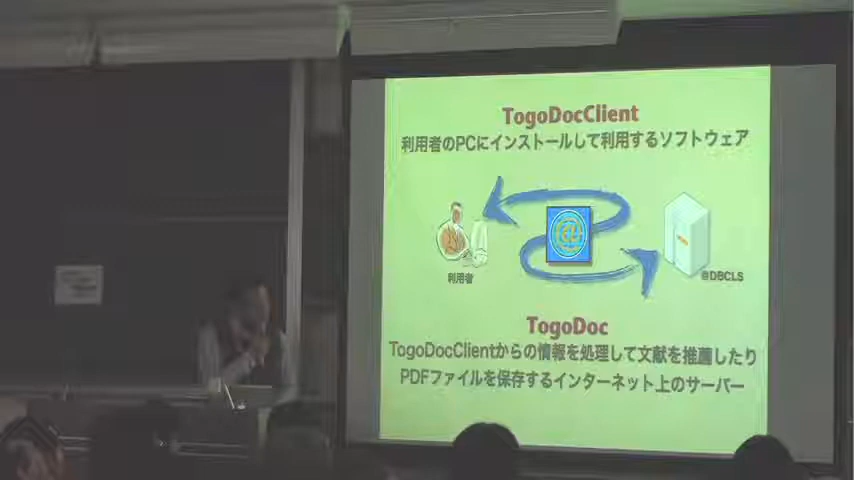 TogoDocClient
利用者のPCにインストールして利用するソフトウェア
@
利用者
@DBCLS
TogoDoc
TogoDocClientからの情報を処理して文献を推薦したり
PDFファイルを保存するインターネット上のサーバー